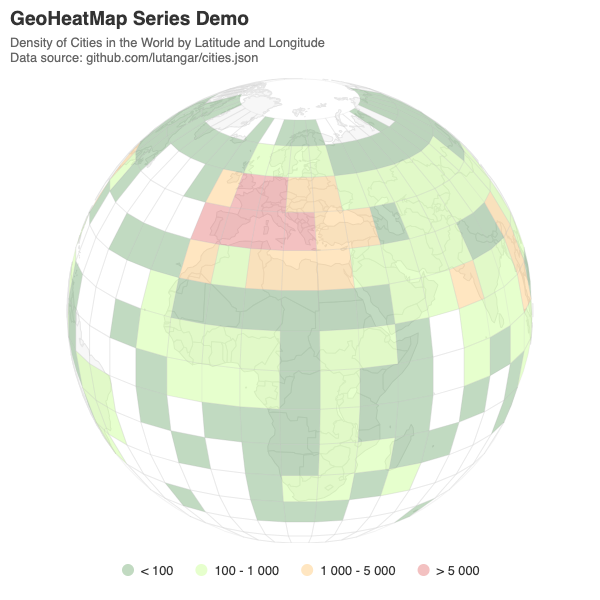 GeoHeatMap Series Demo
Density of Cities in the World by Latitude and Longitude
Data source: github.com/lutangar/cities.json
< 100
100 - 1 000
1 000 - 5 000
> 5 000